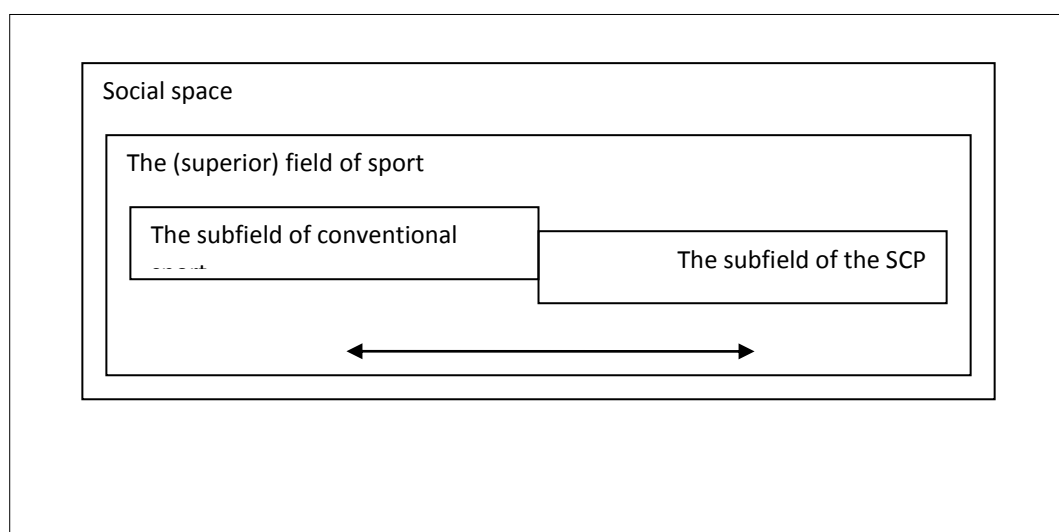 Social space
The (superior) field of sport
The subfield of conventional
The subfield of the SCP